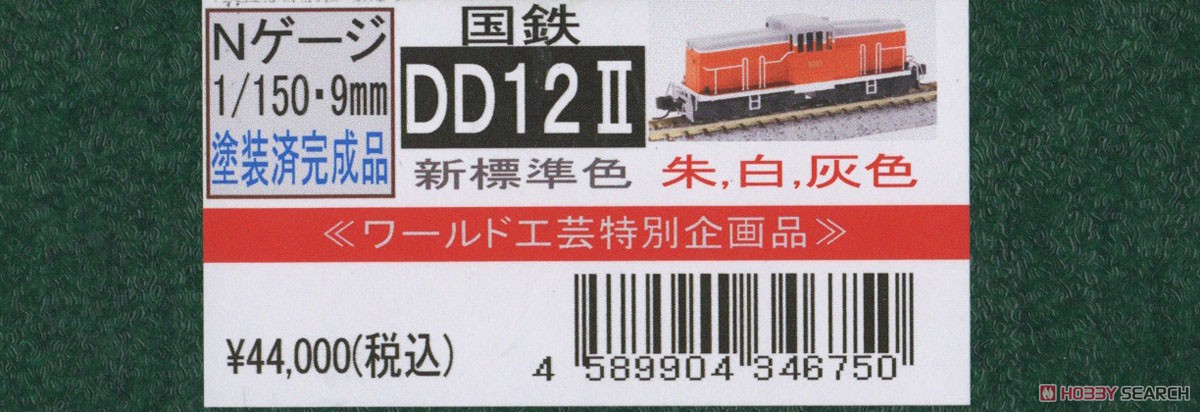 Nゲージ
1/150・9mm
塗装済完成品
国鉄
DD12Ⅱ
新標準色 朱,白,灰色
≪ワールド工芸特別企画品≫
¥44,000(税込)
4 589904 346750
HOBBY SEARCH